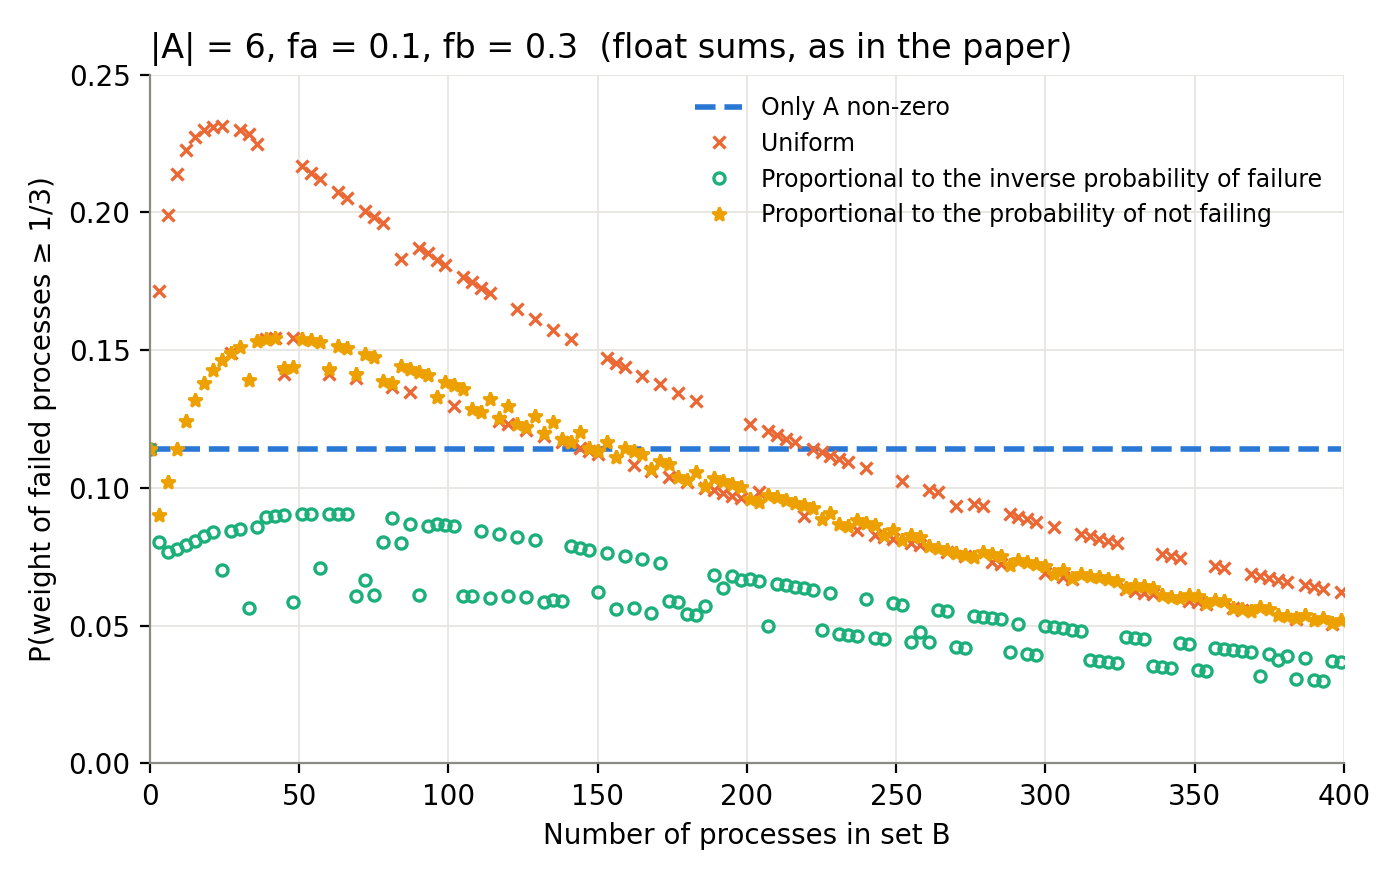 |A| = 6, fa = 0.1, fb = 0.3  (float sums, as in the paper)
0.25
0.20
0.15
0.10
0.05
0.00
P(weight of failed processes ≥ 1/3)
Only A non-zero
Uniform
Proportional to the inverse probability of failure
Proportional to the probability of not failing
0 50 100 150 200 250 300 350 400
Number of processes in set B